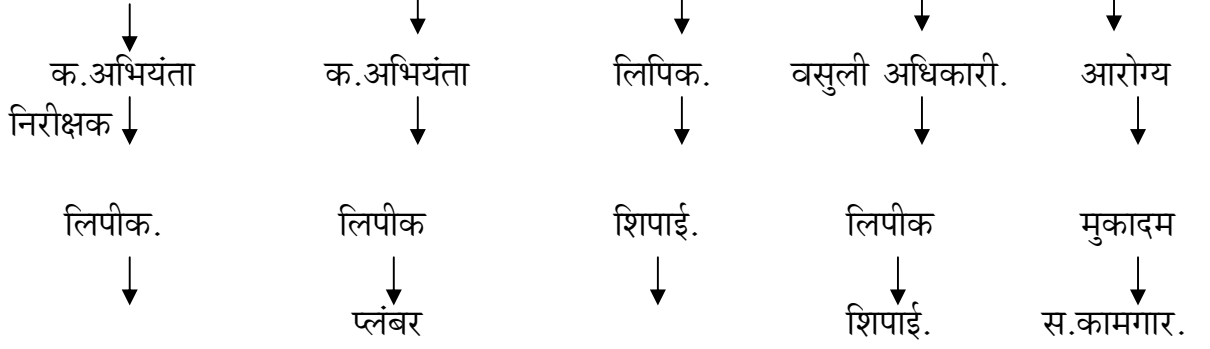 क.अभियंता क.अभियंता लिपिक. वसुली अधिकारी. आरोग्य
निरीक्षक
लिपीक. लिपीक शिपाई. लिपीक मुकादम
प्लंबर शिपाई. स.कामगार.